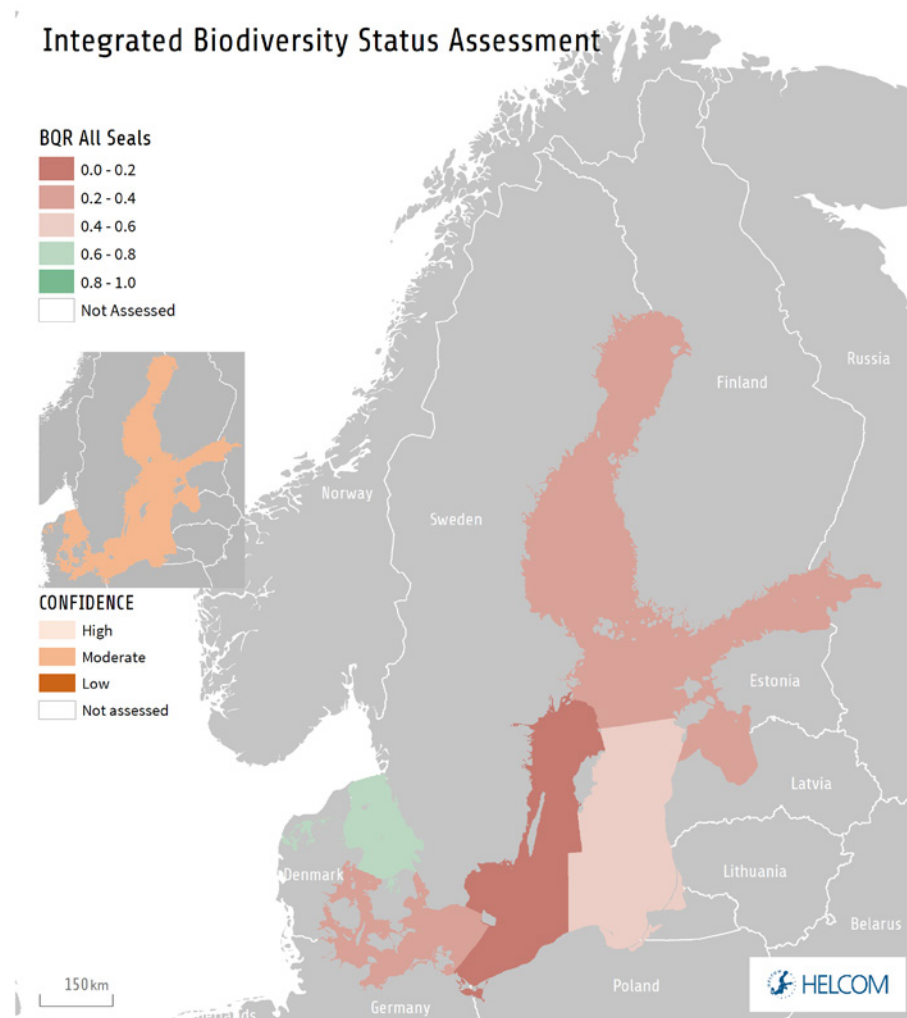 Integrated Biodiversity Status Assessment
BQR All Seals
0.0 - 0.2
0.2 - 0.4
0.4 - 0.6
0.6 - 0.8
0.8 - 1.0
Not Assessed
Russia
Finland
Norway
Sweden
CONFIDENCE
High
Moderate
Low
Not assessed
Estonia
Latvia
Lithuania
Denmark
Belarus
150 km
Poland
Germany
HELCOM